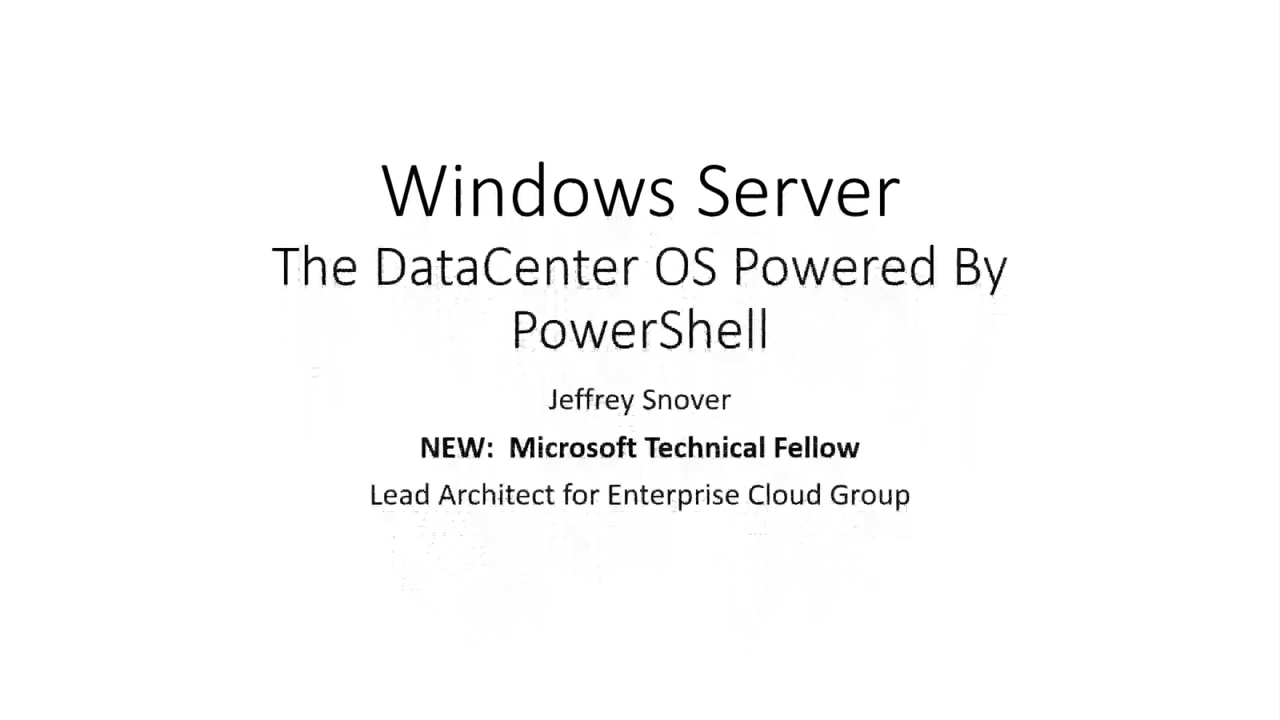 Windows Server
The DataCenter OS Powered By
PowerShell
Jeffrey Snover
NEW:  Microsoft Technical Fellow
Lead Architect for Enterprise Cloud Group